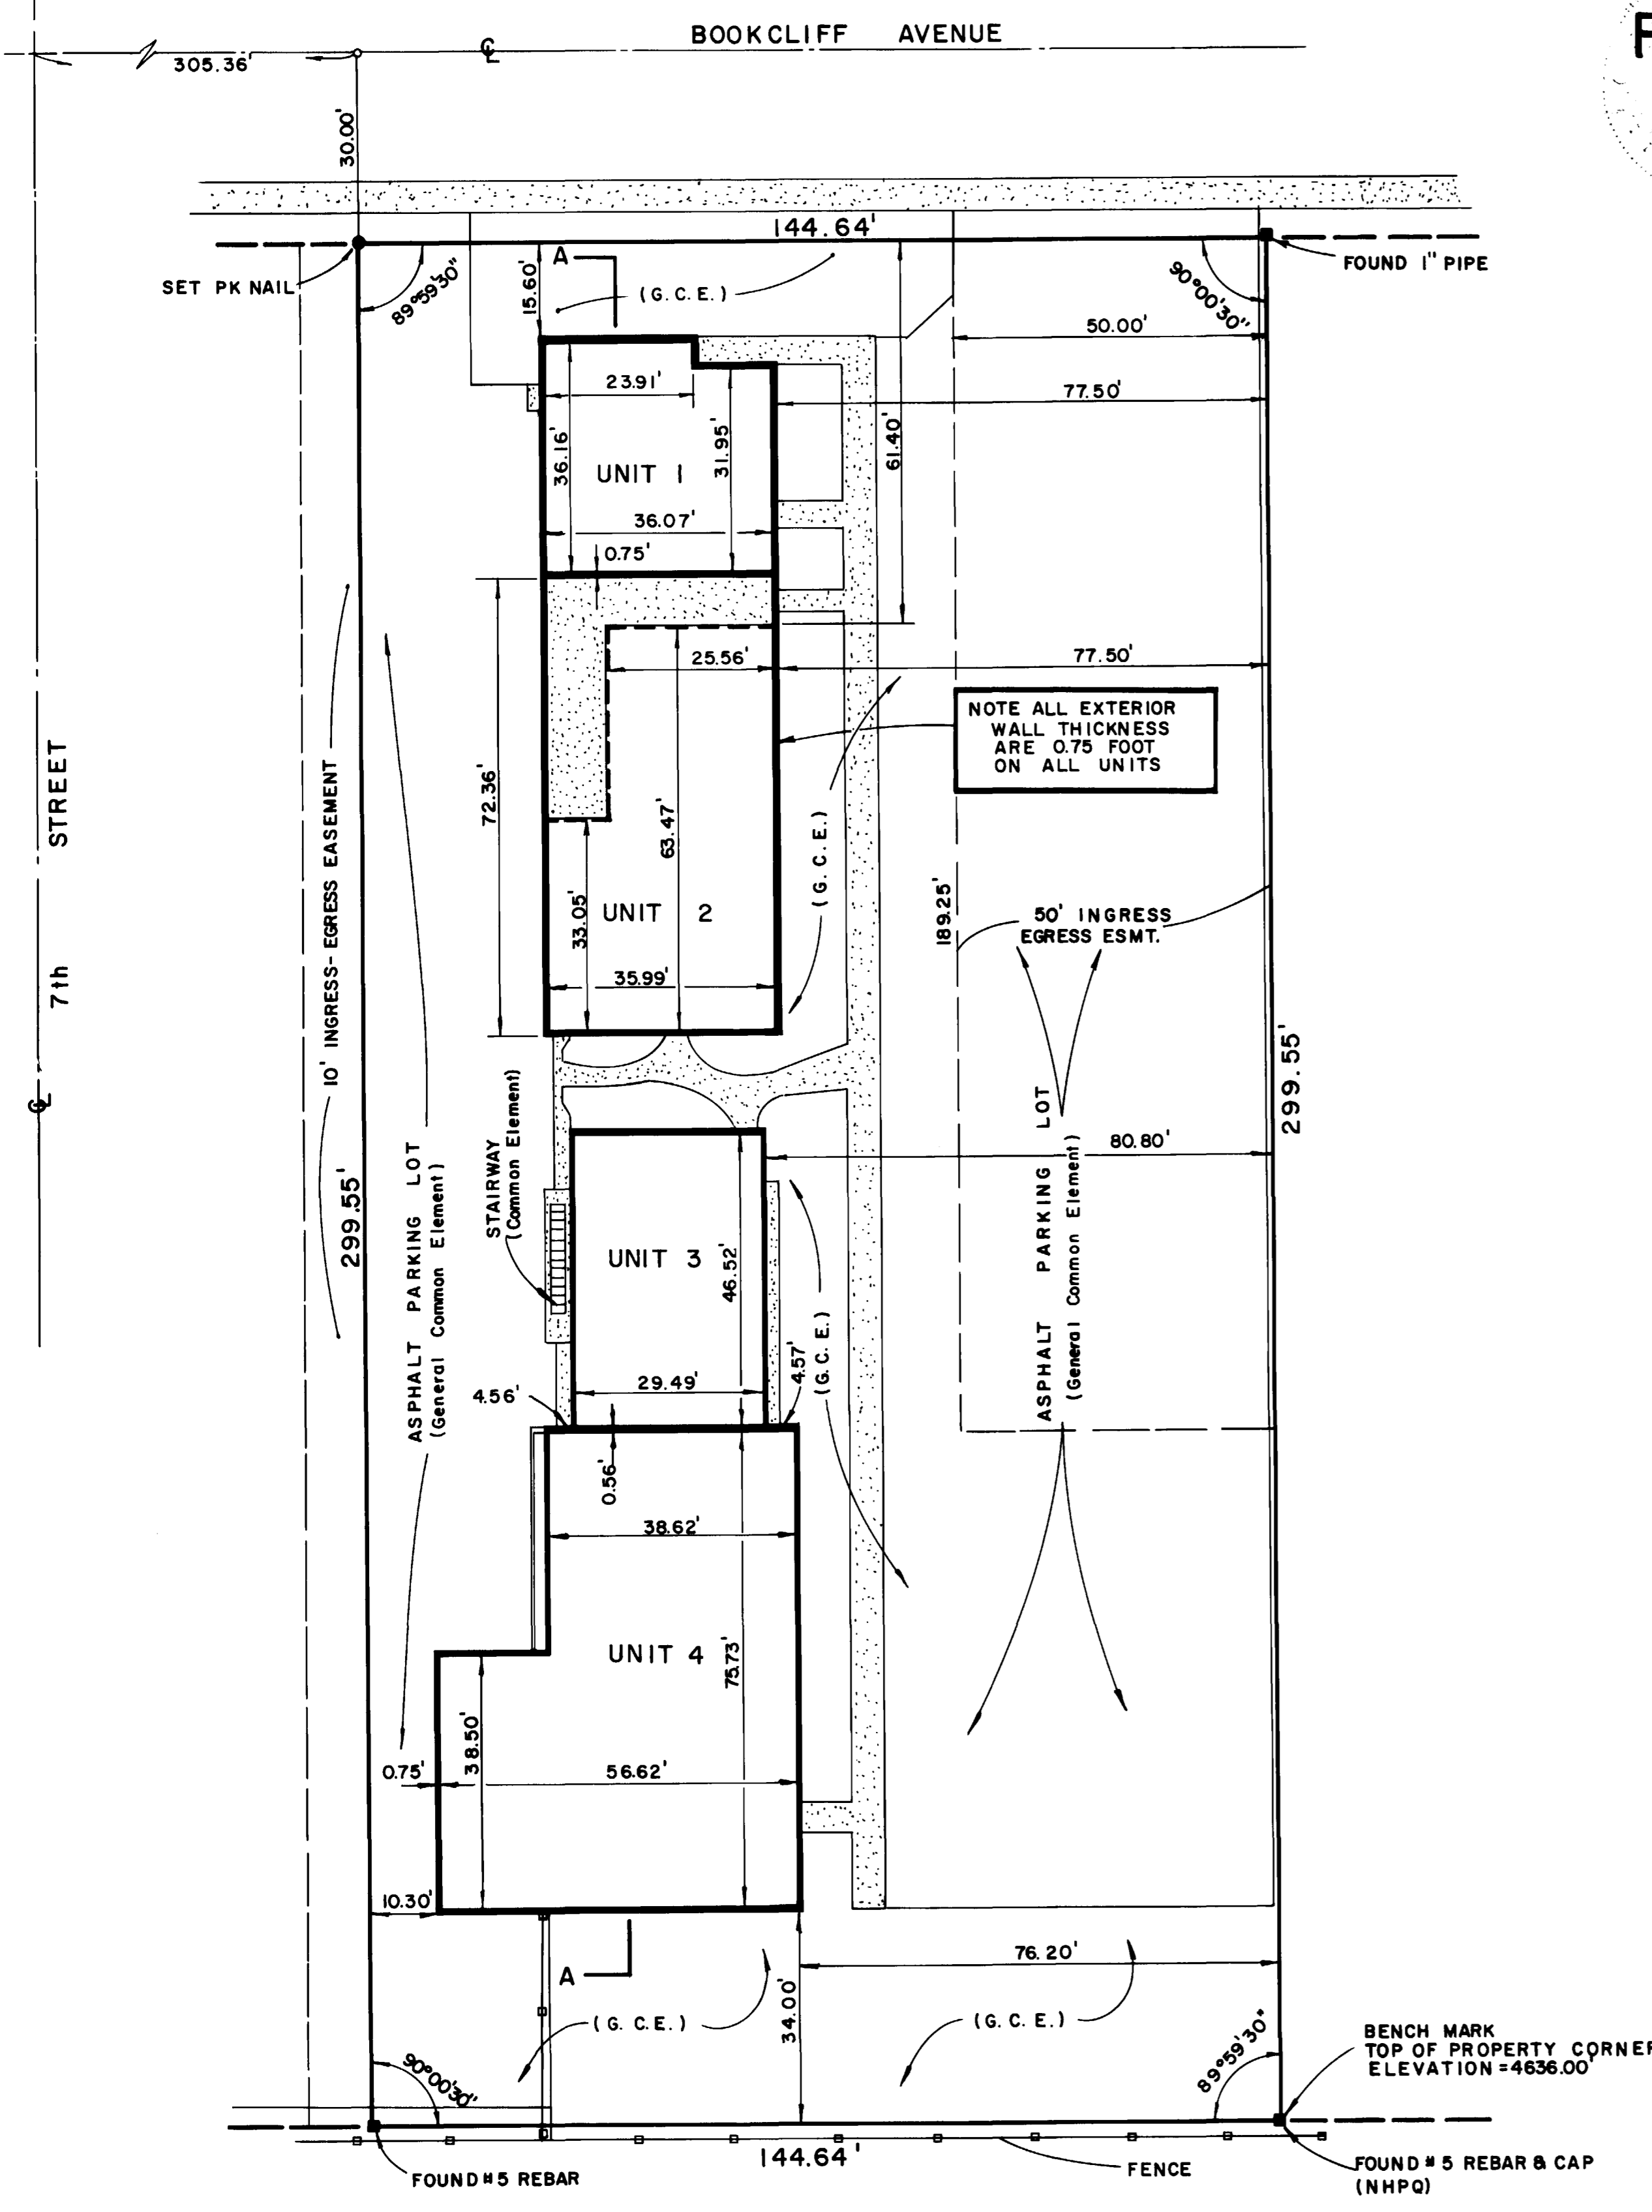 BOOKCLIFF AVENUE
305.36'
℄
30.00'
144.64'
SET PK NAIL
89°59'30"
15.60'
A
(G.C.E.)
90°00'30"
FOUND 1" PIPE
50.00'
23.91'
77.50'
36.16'
31.95'
61.40'
UNIT 1
36.07'
0.75'
25.56'
77.50'
NOTE ALL EXTERIOR
WALL THICKNESS
ARE 0.75 FOOT
ON ALL UNITS
7th STREET
℄
10' INGRESS-EGRESS EASEMENT
72.36'
63.47'
(G.C.E.)
33.05'
UNIT 2
189.25'
50' INGRESS
EGRESS ESMT.
35.99'
299.55'
299.55'
ASPHALT PARKING LOT
(General Common Element)
STAIRWAY
(Common Element)
80.80'
ASPHALT PARKING LOT
(General Common Element)
UNIT 3
46.52'
29.49'
4.56'
4.57'
(G.C.E.)
0.56'
38.62'
UNIT 4
75.73'
38.50'
0.75'
56.62'
10.30'
A
76.20'
34.00'
(G.C.E.)
(G.C.E.)
90°00'30"
89°59'30"
BENCH MARK
TOP OF PROPERTY CORNER
ELEVATION = 4636.00'
144.64'
FOUND #5 REBAR
FENCE
FOUND #5 REBAR & CAP
(NHPQ)